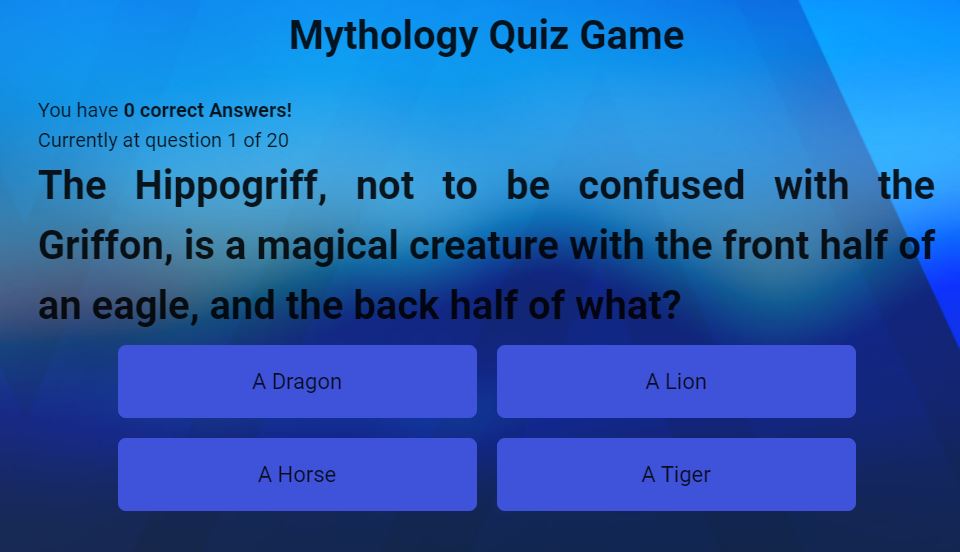 Mythology Quiz Game
You have 0 correct Answers!
Currently at question 1 of 20
The Hippogriff, not to be confused with the
Griffon, is a magical creature with the front half of
an eagle, and the back half of what?
A Dragon
A Lion
A Horse
A Tiger